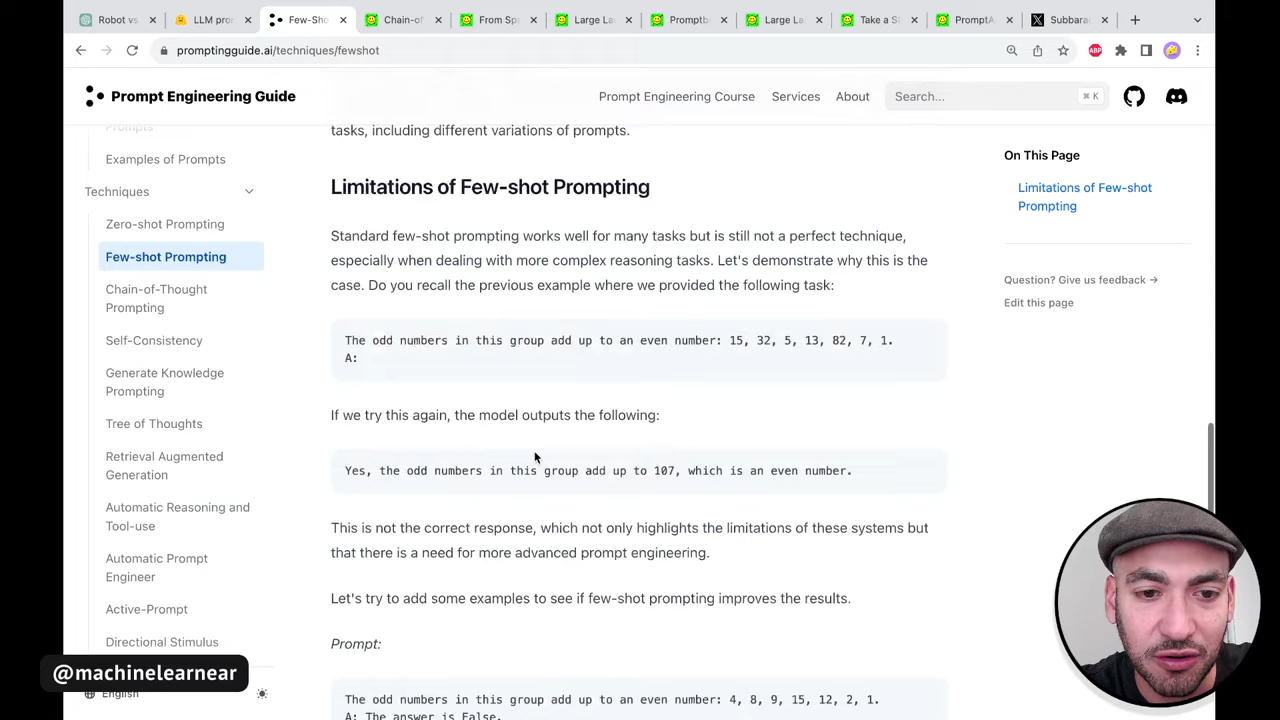 Robot vs
LLM pro
Few-Sho
Chain-of
From Sp
Large La
Promptb
Large La
Take a S
PromptA
Subbara
promptingguide.ai/techniques/fewshot
ABP
Prompt Engineering Guide
Prompt Engineering Course
Services
About
Search...
⌘ K
Prompts
Examples of Prompts
Techniques
Zero-shot Prompting
Few-shot Prompting
Chain-of-Thought
Prompting
Self-Consistency
Generate Knowledge
Prompting
Tree of Thoughts
Retrieval Augmented
Generation
Automatic Reasoning and
Tool-use
Automatic Prompt
Engineer
Active-Prompt
Directional Stimulus
English
@machinelearnear
tasks, including different variations of prompts.
Limitations of Few-shot Prompting
Standard few-shot prompting works well for many tasks but is still not a perfect technique,
especially when dealing with more complex reasoning tasks. Let's demonstrate why this is the
case. Do you recall the previous example where we provided the following task:
The odd numbers in this group add up to an even number: 15, 32, 5, 13, 82, 7, 1.
A:
If we try this again, the model outputs the following:
Yes, the odd numbers in this group add up to 107, which is an even number.
This is not the correct response, which not only highlights the limitations of these systems but
that there is a need for more advanced prompt engineering.
Let's try to add some examples to see if few-shot prompting improves the results.
Prompt:
The odd numbers in this group add up to an even number: 4, 8, 9, 15, 12, 2, 1.
A: The answer is False.
On This Page
Limitations of Few-shot
Prompting
Question? Give us feedback →
Edit this page